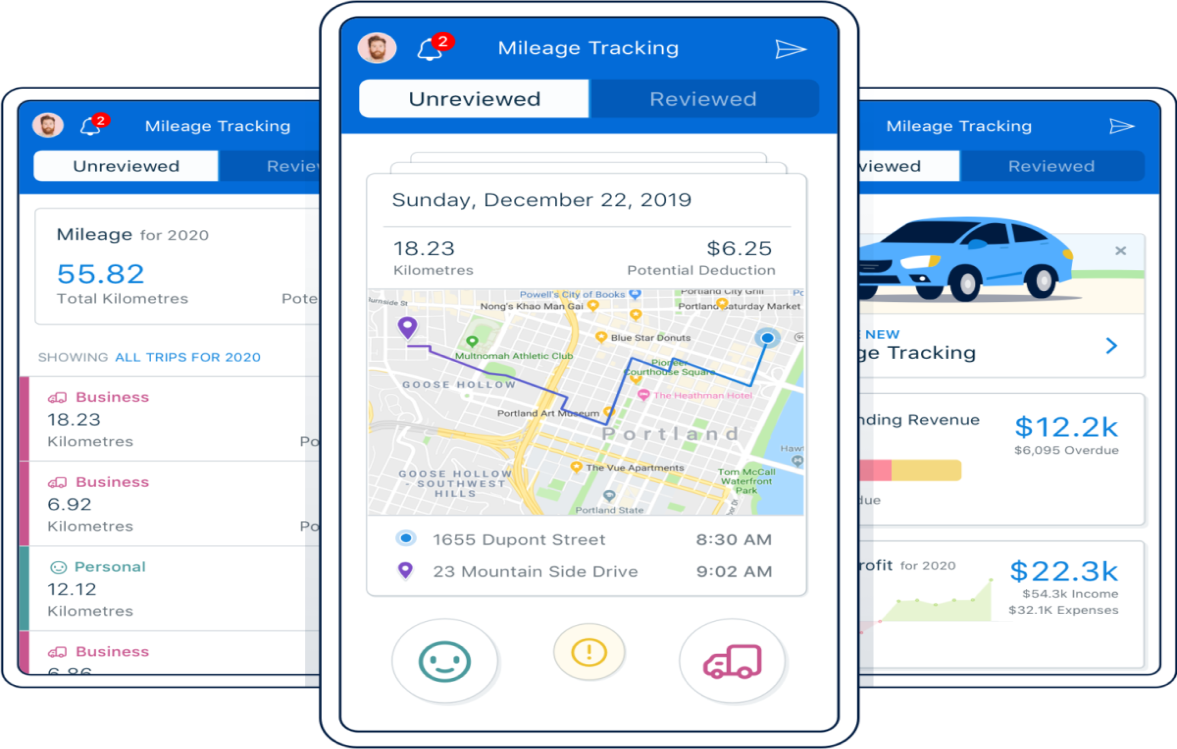 2
Mileage Tracking
Unreviewed
Reviewed
Mileage for 2020
55.82
Total Kilometres
SHOWING ALL TRIPS FOR 2020
Business
18.23
Kilometres
Business
6.92
Kilometres
Personal
12.12
Kilometres
Business
6.86
2
Mileage Tracking
Unreviewed
Reviewed
Sunday, December 22, 2019
18.23
$6.25
Kilometres
Potential Deduction
Portland City Grill
Powell's City of Books
Nong's Khao Man Gai
Portland Saturday Market
Blue Star Donuts
Multnomah Athletic Club
Pioneer
Courthouse Square
GOOSE HOLLOW
The Heathman Hotel
Portland Art Museum
Portland
GOOSE HOLLOW
- SOUTHWEST
HILLS
The Vue Apartments
Tom McCall
Waterfront
Park
Portland State
1655 Dupont Street
8:30 AM
23 Mountain Side Drive
9:02 AM
Mileage Tracking
viewed
Reviewed
NEW
ge Tracking
nding Revenue
$12.2k
$6,095 Overdue
due
rofit for 2020
$22.3k
$54.3k Income
$32.1K Expenses